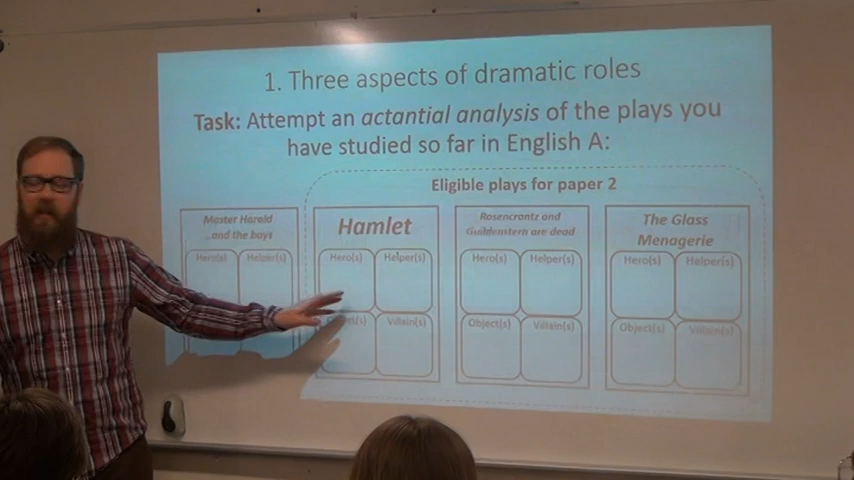 1. Three aspects of dramatic roles
Task: Attempt an actantial analysis of the plays you
have studied so far in English A:
Eligible plays for paper 2
Master Harold
...and the boys
Hero(s) Helper(s)
Hamlet
Hero(s) Helper(s)
Villain(s)
Rosencrantz and
Guildenstern are dead
Hero(s) Helper(s)
Object(s) Villain(s)
The Glass
Menagerie
Hero(s) Helper(s)
Object(s) Villain(s)